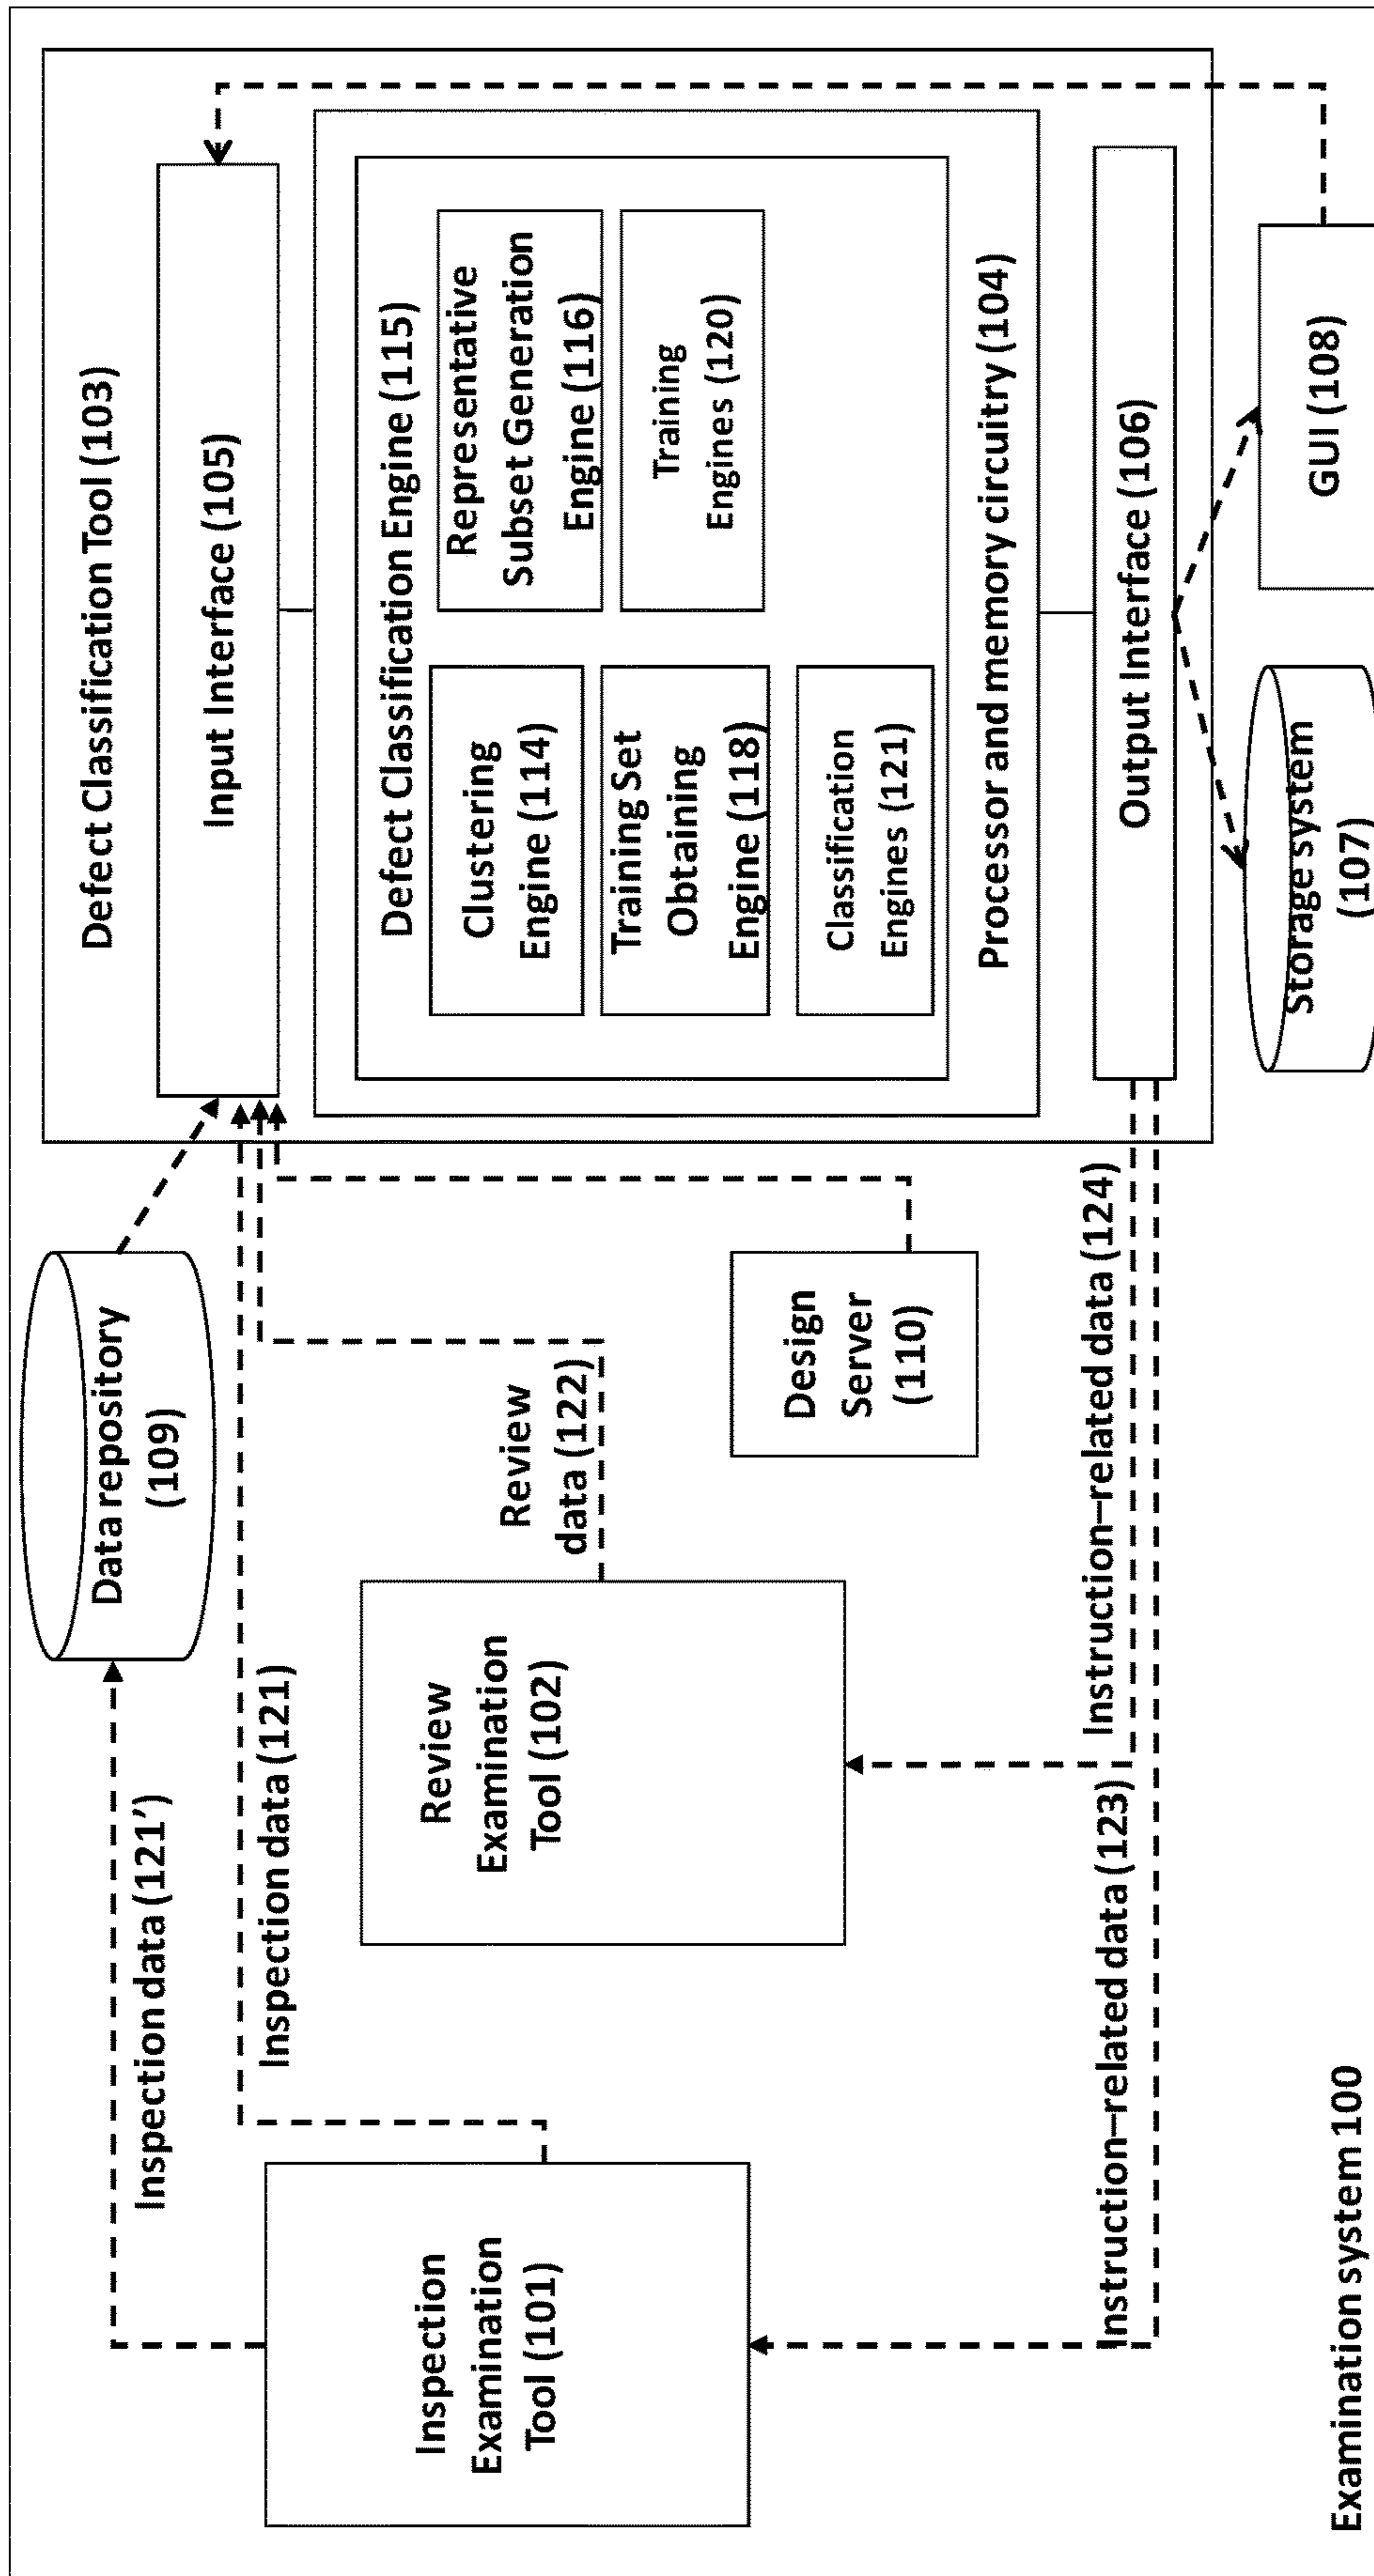 Inspection data (121’)
Data repository
(109)
Inspection data (121)
Inspection
Examination
Tool (101)
Review
Examination
Tool (102)
Review
data (122)
Design
Server
(110)
Instruction–related data (123)
Instruction–related data (124)
Examination system 100
Defect Classification Tool (103)
Input Interface (105)
Defect Classification Engine (115)
Clustering
Engine (114)
Representative
Subset Generation
Engine (116)
Training Set
Obtaining
Engine (118)
Training
Engines (120)
Classification
Engines (121)
Processor and memory circuitry (104)
Output Interface (106)
Storage system
(107)
GUI (108)